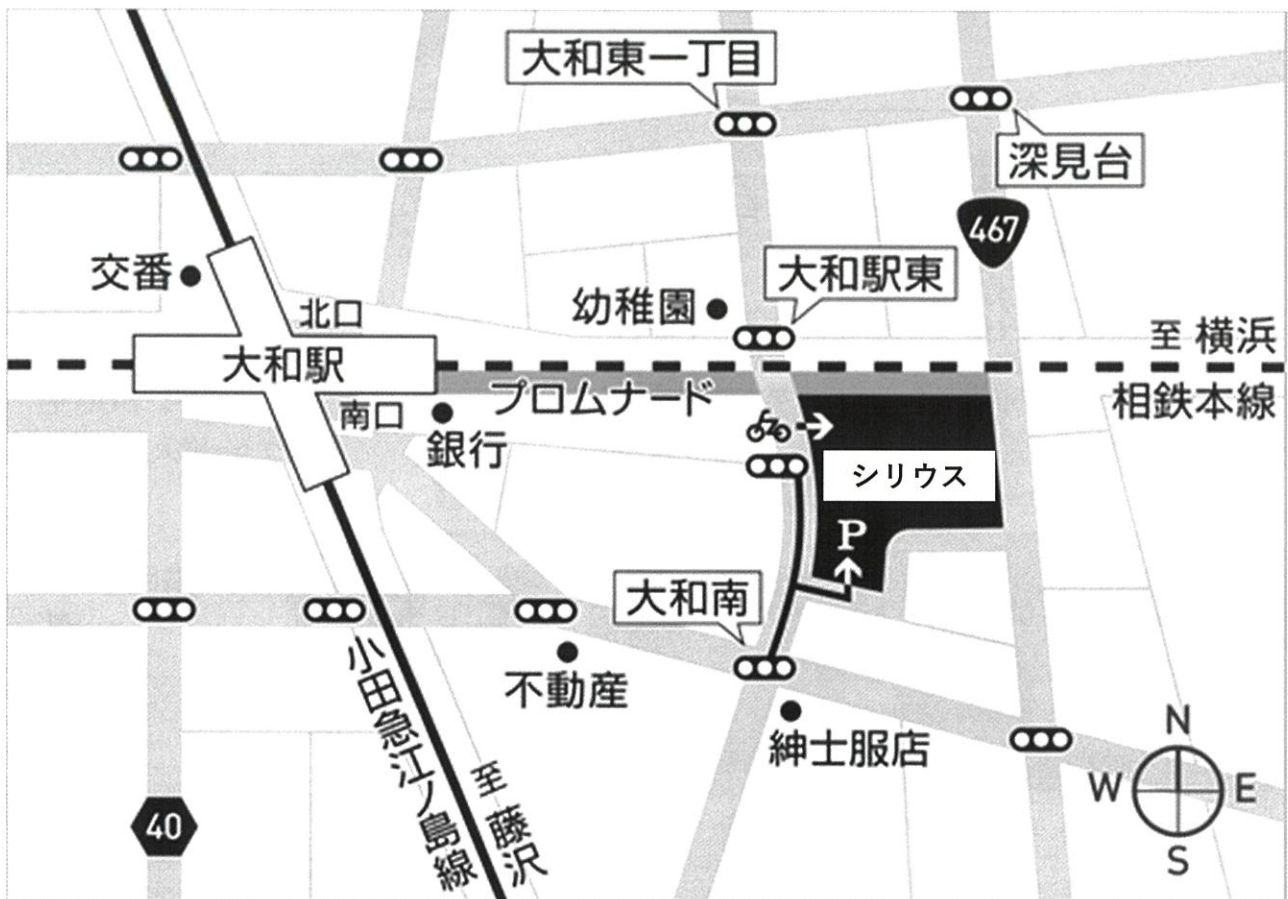 大和東一丁目
深見台
467
交番
北口
幼稚園
大和駅東
大和駅
至 横浜
プロムナード
相鉄本線
南口
銀行
シリウス
P
大和南
不動産
紳士服店
小田急江ノ島線
至 藤沢
40
N
W E
S